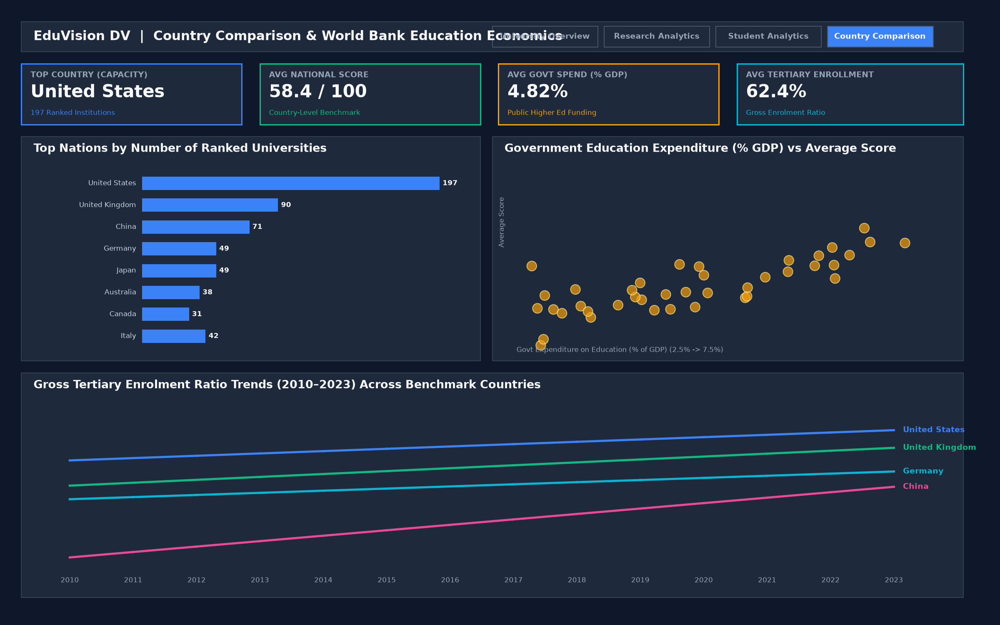 EduVision DV | Country Comparison & World Bank Education Economics
University Overview
Research Analytics
Student Analytics
Country Comparison
TOP COUNTRY (CAPACITY)
United States
197 Ranked Institutions
AVG NATIONAL SCORE
58.4 / 100
Country-Level Benchmark
AVG GOVT SPEND (% GDP)
4.82%
Public Higher Ed Funding
AVG TERTIARY ENROLLMENT
62.4%
Gross Enrolment Ratio
Top Nations by Number of Ranked Universities
United States 197
United Kingdom 90
China 71
Germany 49
Japan 49
Australia 38
Canada 31
Italy 42
Government Education Expenditure (% GDP) vs Average Score
Average Score
Govt Expenditure on Education (% of GDP) (2.5% -> 7.5%)
Gross Tertiary Enrolment Ratio Trends (2010–2023) Across Benchmark Countries
United States
United Kingdom
Germany
China
2010 2011 2012 2013 2014 2015 2016 2017 2018 2019 2020 2021 2022 2023